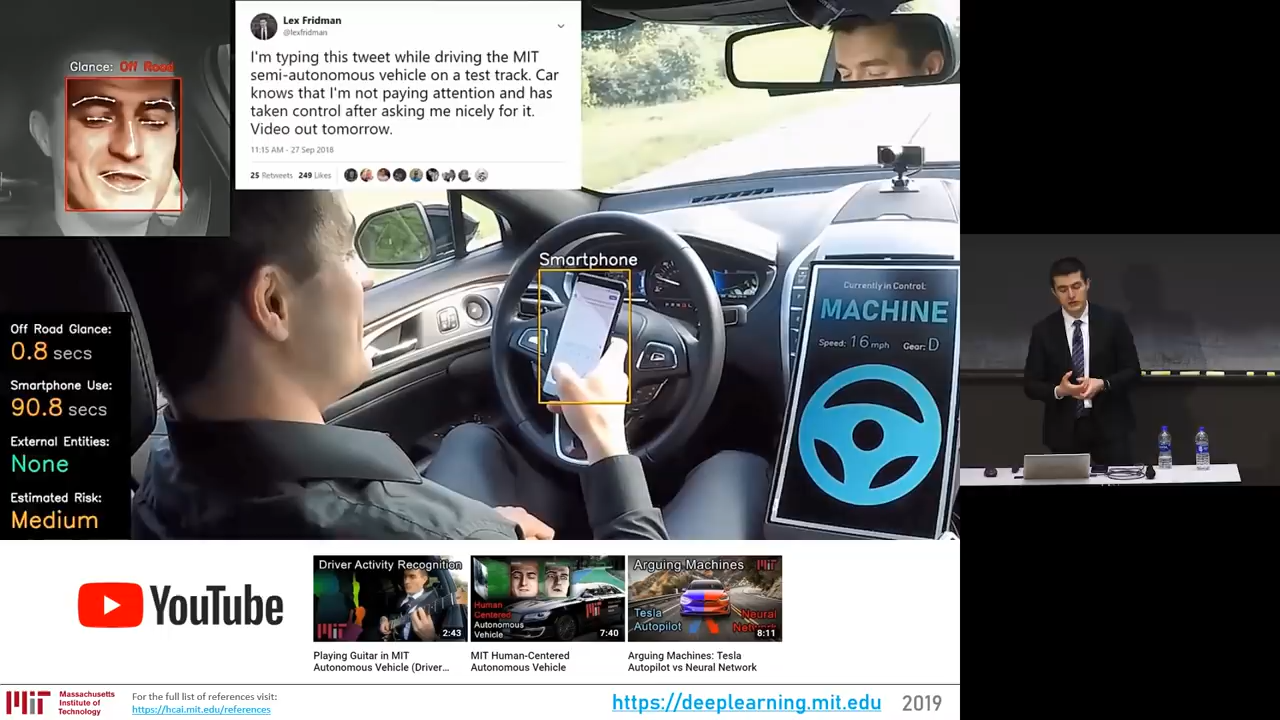 Glance: Off Road
Lex Fridman
@lexfridman
I'm typing this tweet while driving the MIT
semi-autonomous vehicle on a test track. Car
knows that I'm not paying attention and has
taken control after asking me nicely for it.
Video out tomorrow.
11:15 AM - 27 Sep 2018
25 Retweets 249 Likes
Smartphone
Currently in Control:
MACHINE
Speed: 16 mph Gear: D
Off Road Glance:
0.8 secs
Smartphone Use:
90.8 secs
External Entities:
None
Estimated Risk:
Medium
YouTube
Driver Activity Recognition
MIT
2:43
Playing Guitar in MIT
Autonomous Vehicle (Driver...
Human
Centered
Autonomous
Vehicle
7:40
MIT Human-Centered
Autonomous Vehicle
Arguing Machines
MIT
Tesla
Autopilot
Neural
8:11
Arguing Machines: Tesla
Autopilot vs Neural Network
MIT
Massachusetts
Institute of
Technology
For the full list of references visit:
https://hcai.mit.edu/references
https://deeplearning.mit.edu 2019